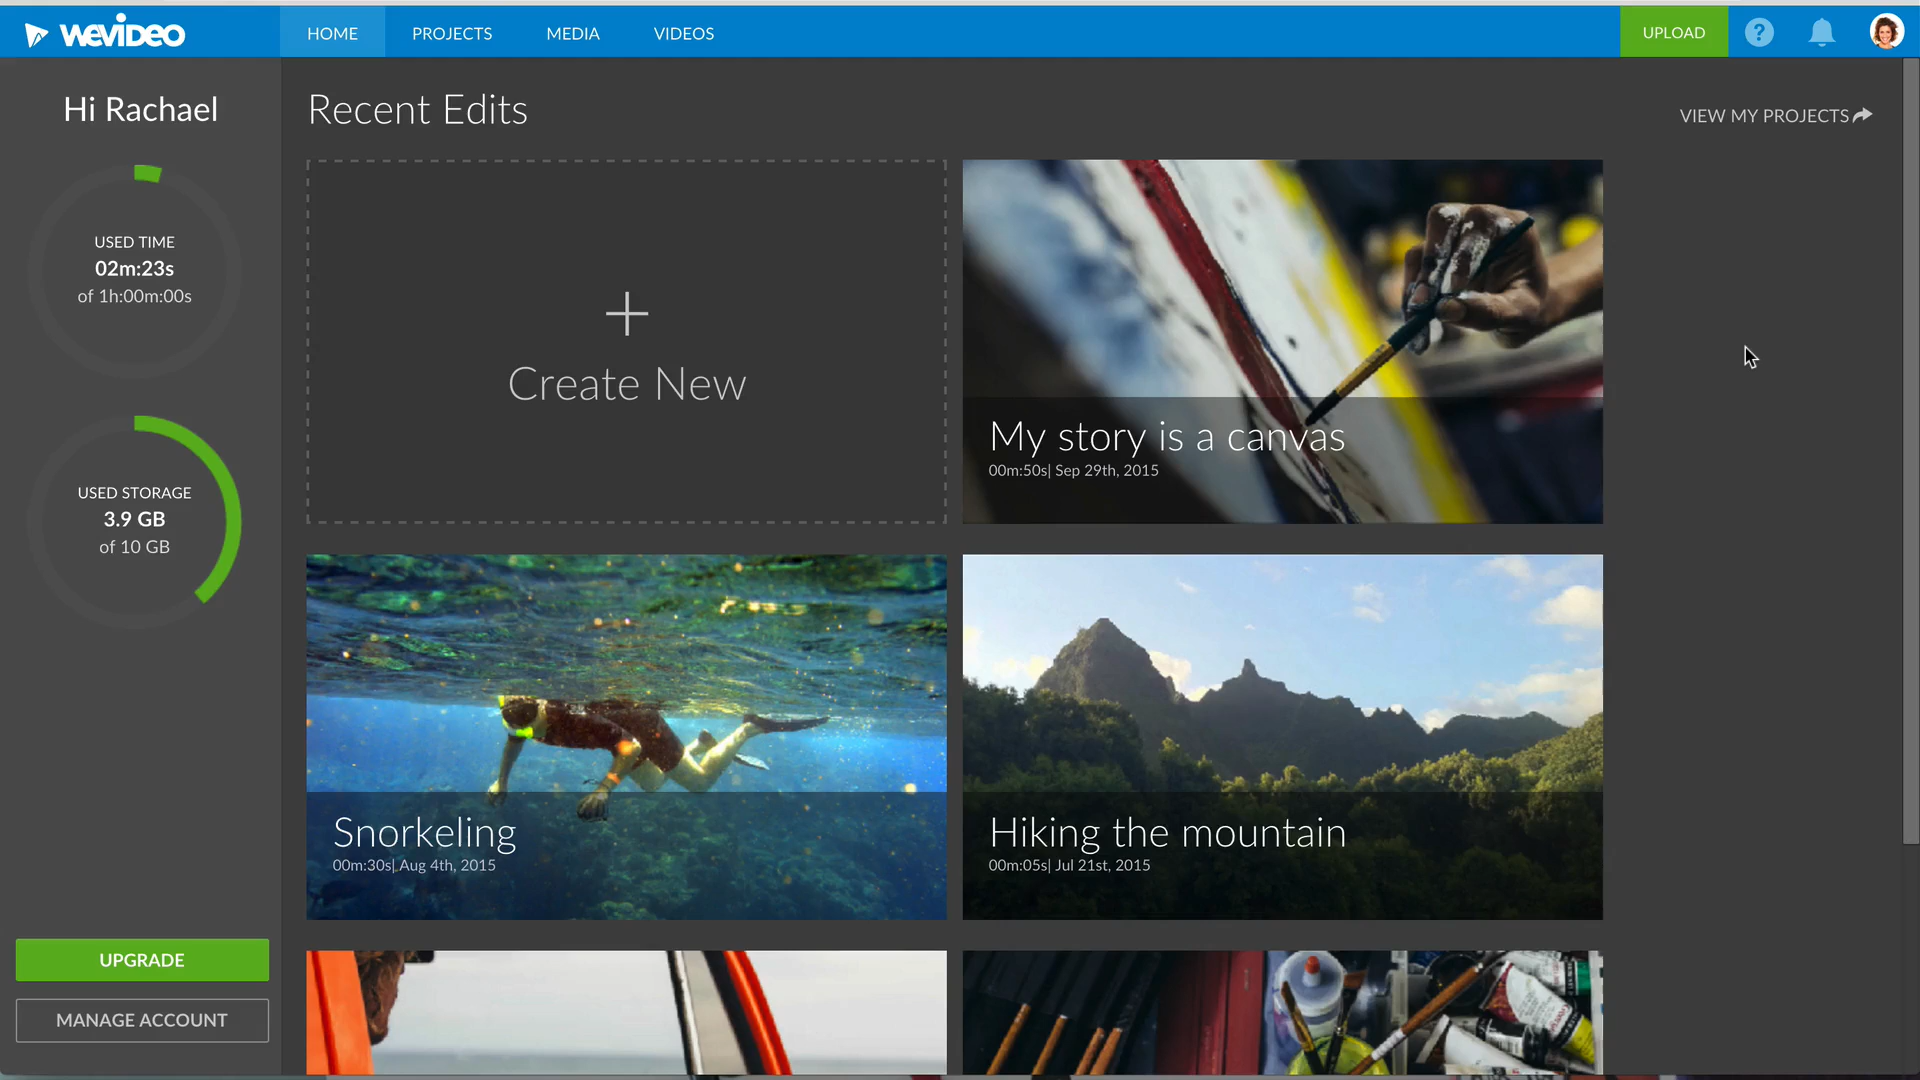 WEVIDEO
HOME
PROJECTS
MEDIA
VIDEOS
UPLOAD
?
Hi Rachael
USED TIME
02m:23s
of 1h:00m:00s
USED STORAGE
3.9 GB
of 10 GB
UPGRADE
MANAGE ACCOUNT
Recent Edits
VIEW MY PROJECTS
Create New
My story is a canvas
00m:50s| Sep 29th, 2015
Snorkeling
00m:30s| Aug 4th, 2015
Hiking the mountain
00m:05s| Jul 21st, 2015